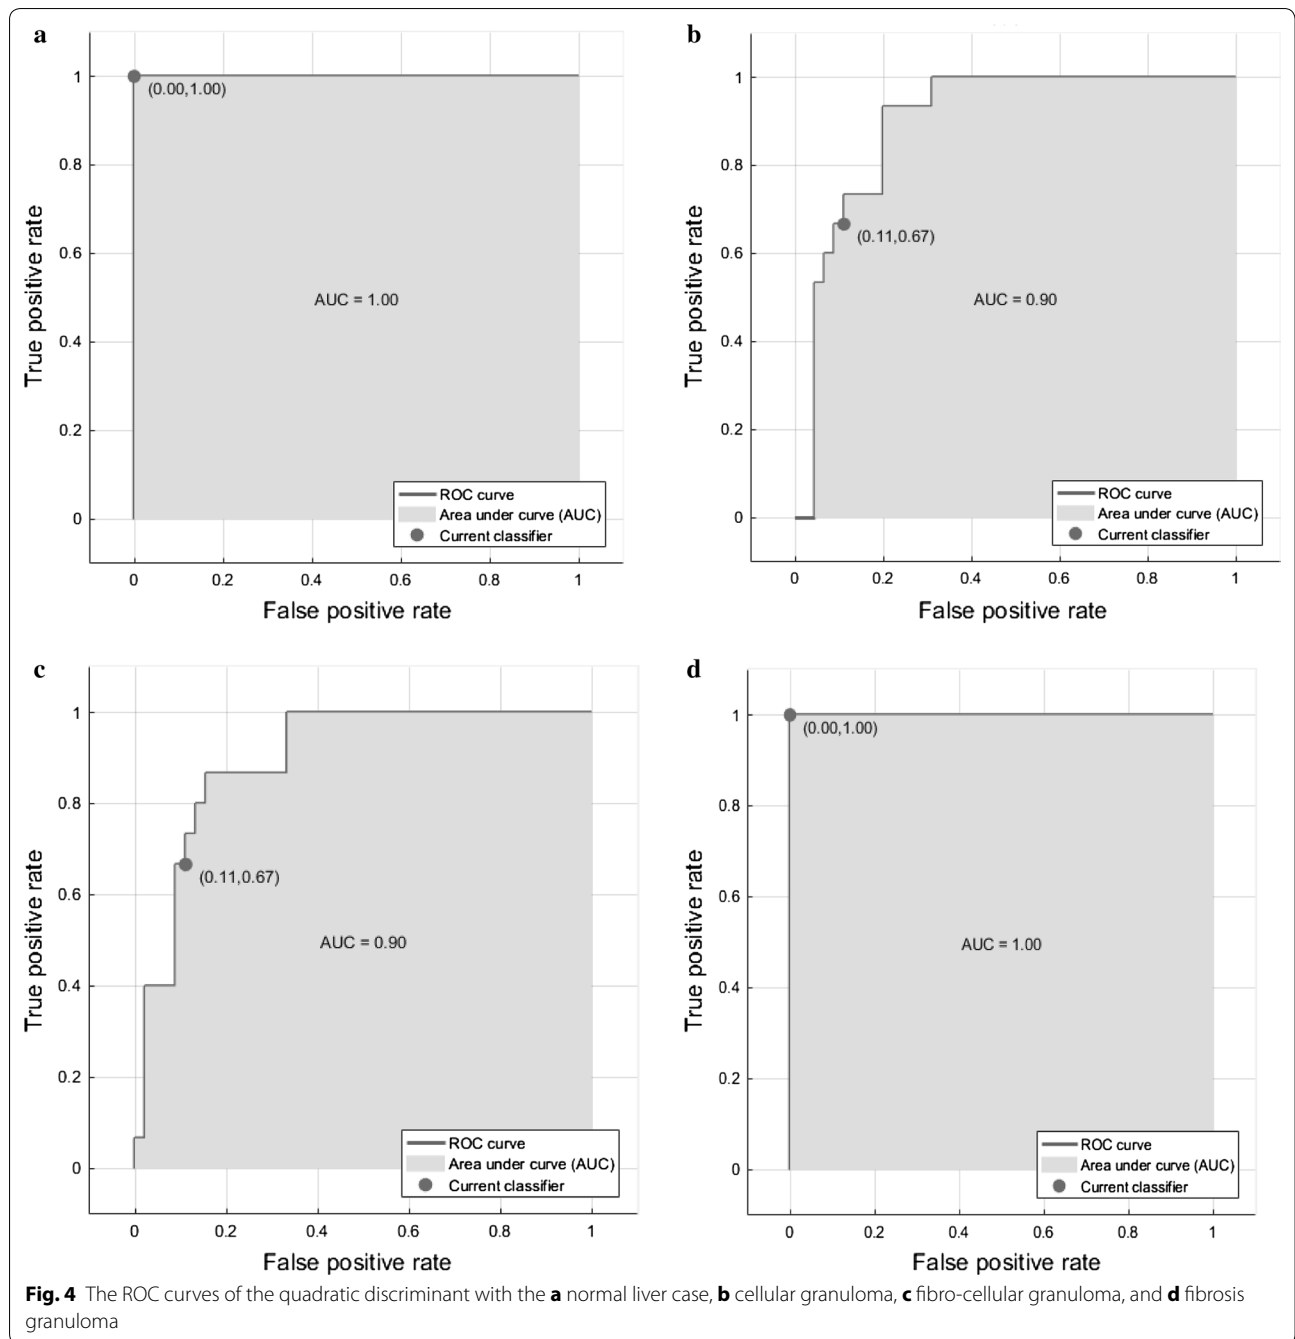 a
1
0.8
0.6
0.4
0.2
0
True positive rate
(0.00,1.00)
AUC = 1.00
ROC curve
Area under curve (AUC)
Current classifier
0 0.2 0.4 0.6 0.8 1
False positive rate
b
1
0.8
0.6
0.4
0.2
0
True positive rate
(0.11,0.67)
AUC = 0.90
ROC curve
Area under curve (AUC)
Current classifier
0 0.2 0.4 0.6 0.8 1
False positive rate
c
1
0.8
0.6
0.4
0.2
0
True positive rate
(0.11,0.67)
AUC = 0.90
ROC curve
Area under curve (AUC)
Current classifier
0 0.2 0.4 0.6 0.8 1
False positive rate
d
1
0.8
0.6
0.4
0.2
0
True positive rate
(0.00,1.00)
AUC = 1.00
ROC curve
Area under curve (AUC)
Current classifier
0 0.2 0.4 0.6 0.8 1
False positive rate
Fig. 4 The ROC curves of the quadratic discriminant with the a normal liver case, b cellular granuloma, c fibro-cellular granuloma, and d fibrosis
granuloma